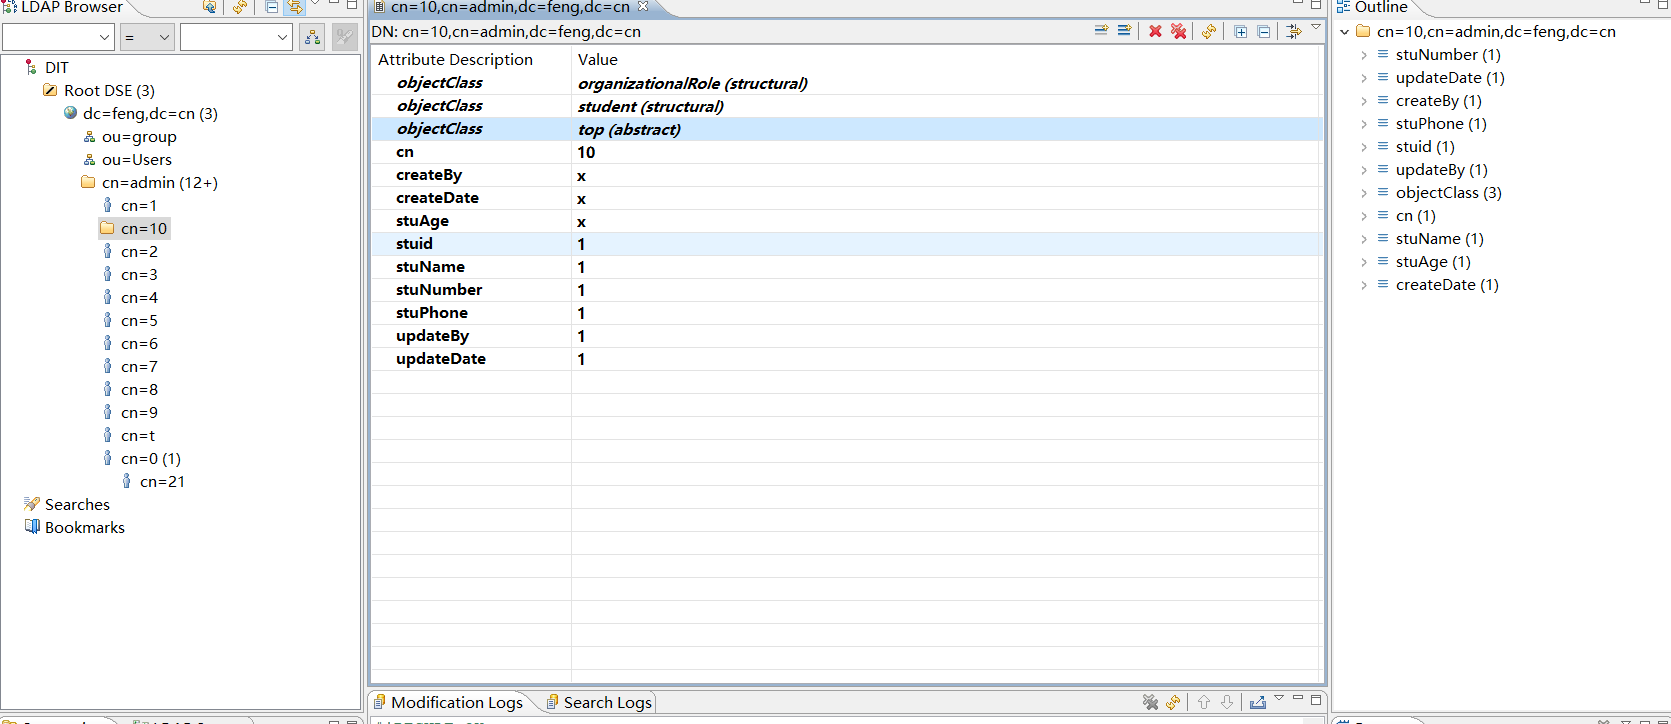 LDAP Browser
=
DIT
Root DSE (3)
dc=feng,dc=cn (3)
ou=group
ou=Users
cn=admin (12+)
cn=1
cn=10
cn=2
cn=3
cn=4
cn=5
cn=6
cn=7
cn=8
cn=9
cn=t
cn=0 (1)
cn=21
Searches
Bookmarks
cn=10,cn=admin,dc=feng,dc=cn
DN: cn=10,cn=admin,dc=feng,dc=cn
Attribute Description Value
objectClass organizationalRole (structural)
objectClass student (structural)
objectClass top (abstract)
cn 10
createBy x
createDate x
stuAge x
stuid 1
stuName 1
stuNumber 1
stuPhone 1
updateBy 1
updateDate 1
Modification Logs Search Logs
Outline
cn=10,cn=admin,dc=feng,dc=cn
stuNumber (1)
updateDate (1)
createBy (1)
stuPhone (1)
stuid (1)
updateBy (1)
objectClass (3)
cn (1)
stuName (1)
stuAge (1)
createDate (1)